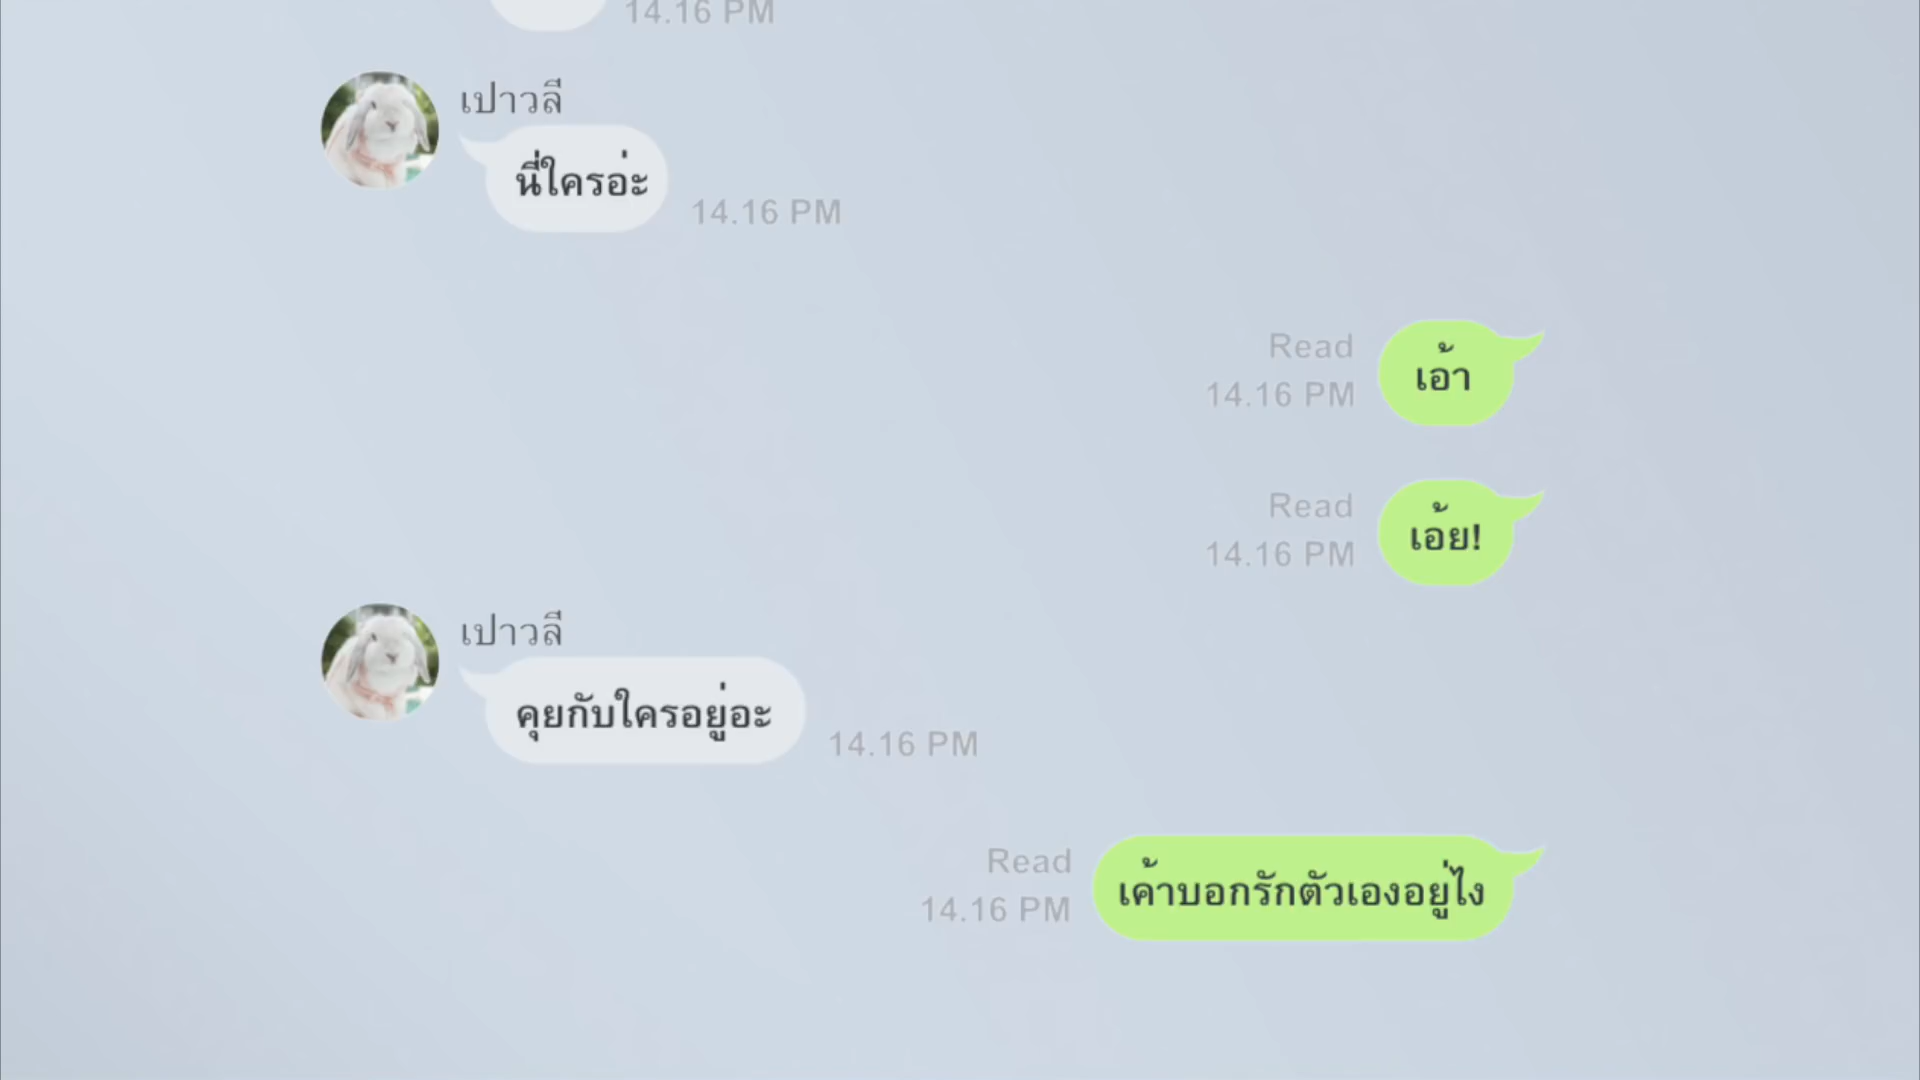 14.16 PM
เปาวลี
นี่ใครอ่ะ
14.16 PM
Read
14.16 PM
เอ้า
Read
14.16 PM
เอ้ย!
เปาวลี
คุยกับใครอยู่อะ
14.16 PM
Read
14.16 PM
เค้าบอกรักตัวเองอยู่ไง